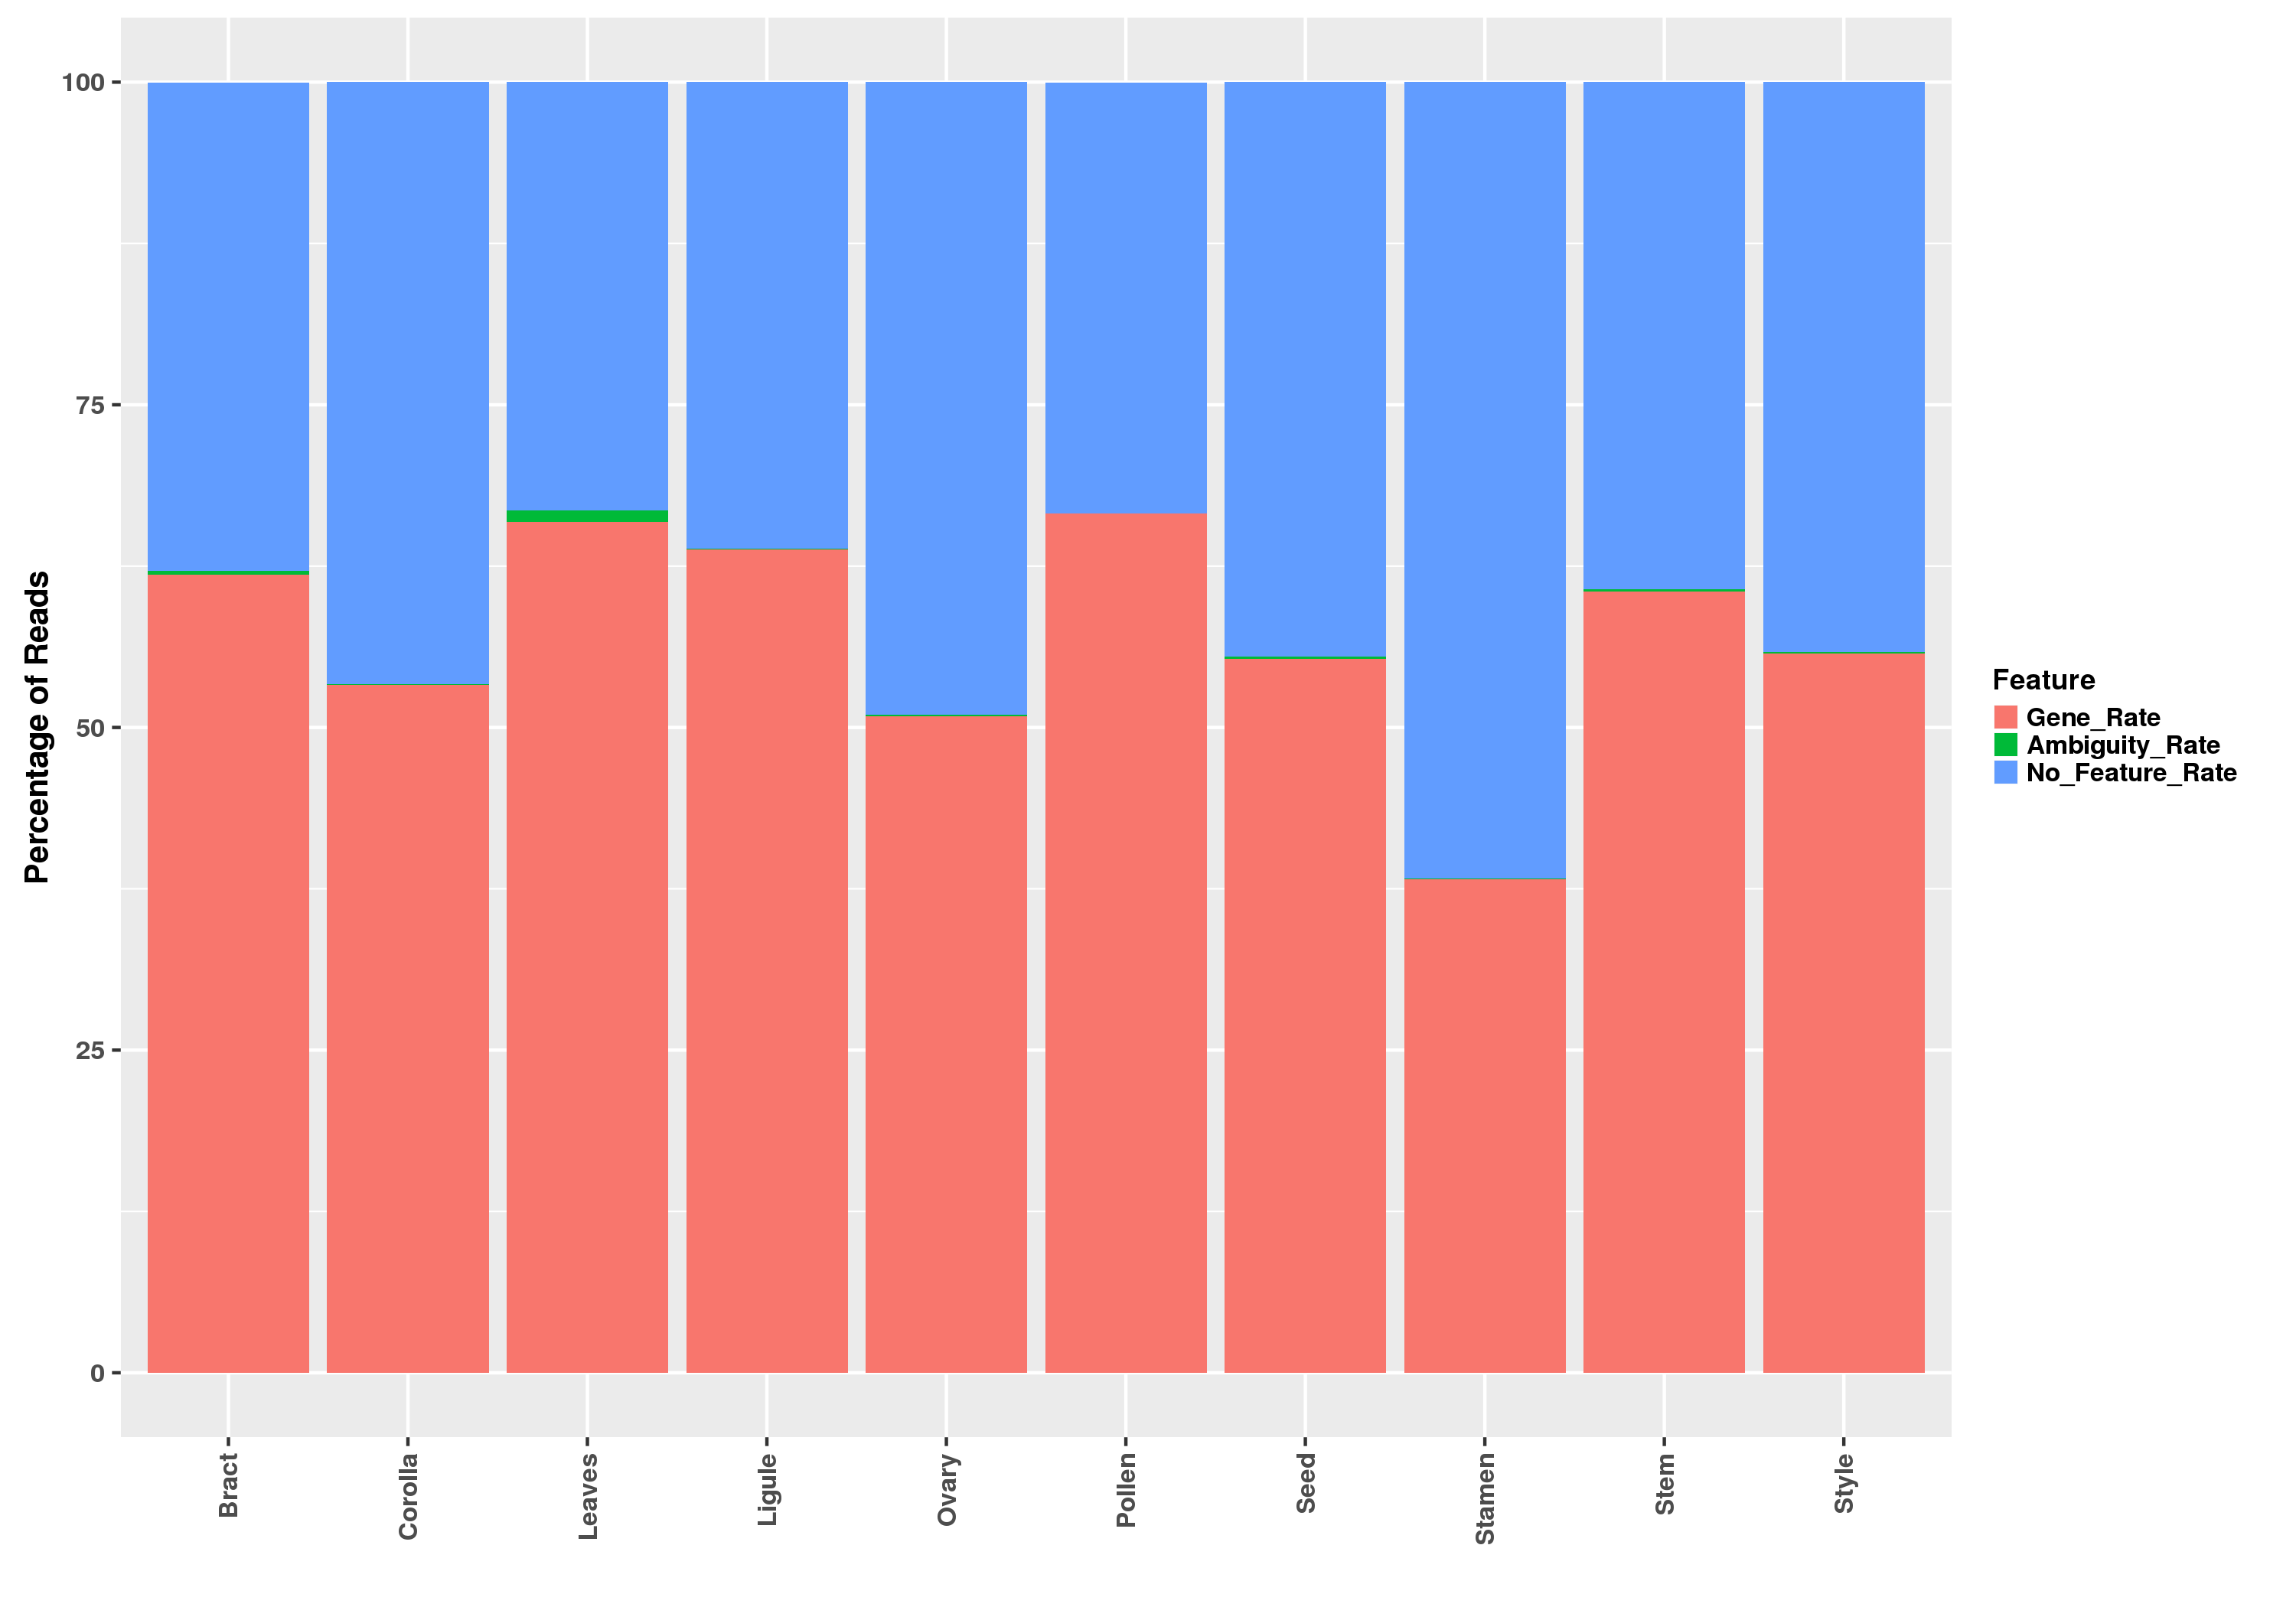 Percentage of Reads
100
75
50
25
0
Bract
Corolla
Leaves
Ligule
Ovary
Pollen
Seed
Stamen
Stem
Style
Feature
Gene_Rate
Ambiguity_Rate
No_Feature_Rate